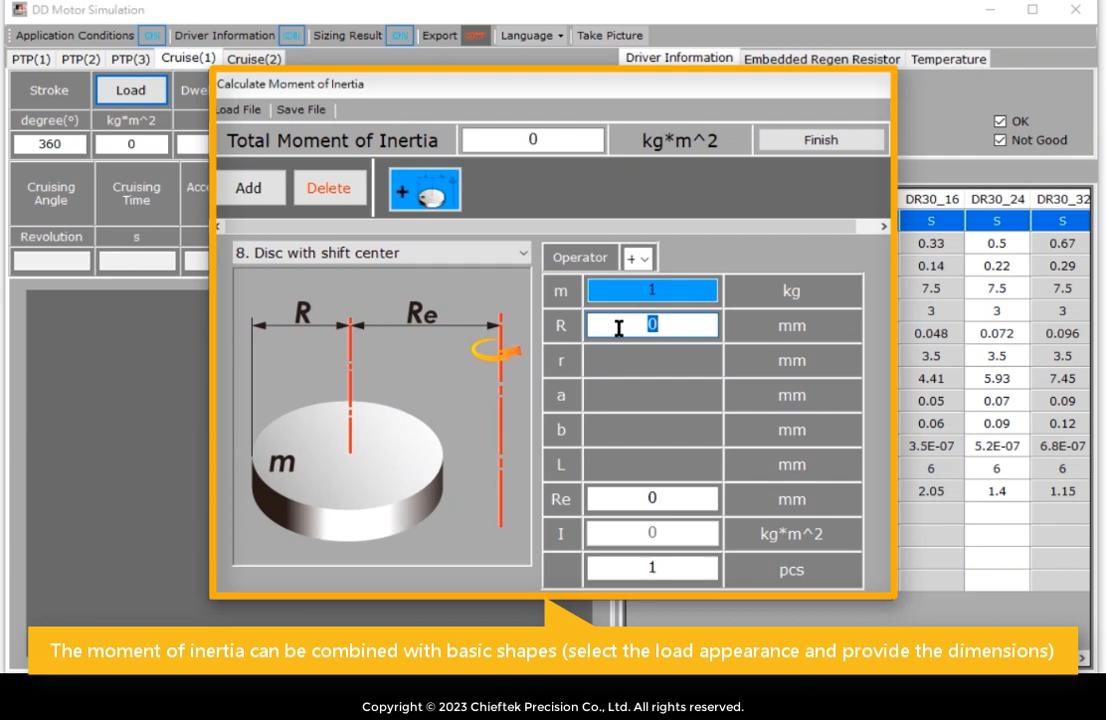 DD Motor Simulation
Application Conditions ON Driver Information ON Sizing Result ON Export OFF Language Take Picture
PTP(1) PTP(2) PTP(3) Cruise(1) Cruise(2)
Driver Information Embedded Regen Resistor Temperature
Stroke Load
degree(°) kg*m^2
360 0
Cruising Angle Cruising Time
Revolution s
Calculate Moment of Inertia
Save File
Total Moment of Inertia 0 kg*m^2 Finish
Add Delete +
8. Disc with shift center
R Re
m
Operator +
m 1 kg
R 0 mm
r mm
a mm
b mm
L mm
Re 0 mm
I 0 kg*m^2
1 pcs
OK
Not Good
DR30_16 DR30_24 DR30_32
S S S
0.33 0.5 0.67
0.14 0.22 0.29
7.5 7.5 7.5
3 3 3
0.048 0.072 0.096
3.5 3.5 3.5
4.41 5.93 7.45
0.05 0.07 0.09
0.06 0.09 0.12
3.5E-07 5.2E-07 6.8E-07
6 6 6
2.05 1.4 1.15
The moment of inertia can be combined with basic shapes (select the load appearance and provide the dimensions)
Copyright © 2023 Chieftek Precision Co., Ltd. All rights reserved.